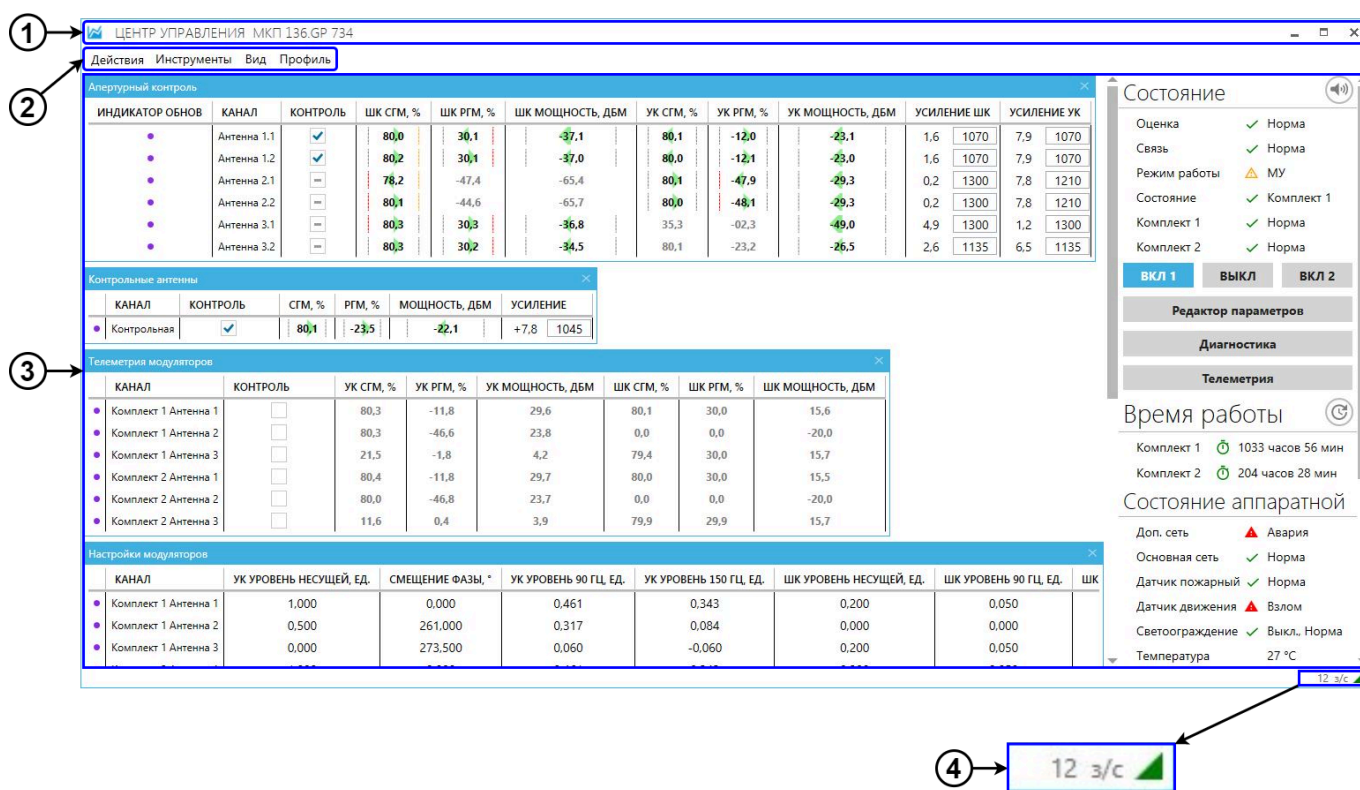 1
ЦЕНТР УПРАВЛЕНИЯ МКП 136.GP 734
2
Действия Инструменты Вид Профиль
3
Апертурный контроль
ИНДИКАТОР ОБНОВ КАНАЛ КОНТРОЛЬ ШК СГМ, % ШК РГМ, % ШК МОЩНОСТЬ, ДБМ УК СГМ, % УК РГМ, % УК МОЩНОСТЬ, ДБМ УСИЛЕНИЕ ШК УСИЛЕНИЕ УК
Антенна 1.1 80,0 30,1 -37,1 80,1 -12,0 -23,1 1,6 1070 7,9 1070
Антенна 1.2 80,2 30,1 -37,0 80,0 -12,1 -23,0 1,6 1070 7,9 1070
Антенна 2.1 78,2 -47,4 -65,4 80,1 -47,9 -29,3 0,2 1300 7,8 1210
Антенна 2.2 80,1 -44,6 -65,7 80,0 -48,1 -29,3 0,2 1300 7,8 1210
Антенна 3.1 80,3 30,3 -36,8 35,3 -02,3 -49,0 4,9 1300 1,2 1300
Антенна 3.2 80,3 30,2 -34,5 80,1 -23,2 -26,5 2,6 1135 6,5 1135
Контрольные антенны
КАНАЛ КОНТРОЛЬ СГМ, % РГМ, % МОЩНОСТЬ, ДБМ УСИЛЕНИЕ
Контрольная 80,1 -23,5 -22,1 +7,8 1045
Телеметрия модуляторов
КАНАЛ КОНТРОЛЬ УК СГМ, % УК РГМ, % УК МОЩНОСТЬ, ДБМ ШК СГМ, % ШК РГМ, % ШК МОЩНОСТЬ, ДБМ
Комплект 1 Антенна 1 80,3 -11,8 29,6 80,1 30,0 15,6
Комплект 1 Антенна 2 80,3 -46,6 23,8 0,0 0,0 -20,0
Комплект 1 Антенна 3 21,5 -1,8 4,2 79,4 30,0 15,7
Комплект 2 Антенна 1 80,4 -11,8 29,7 80,0 30,0 15,5
Комплект 2 Антенна 2 80,0 -46,8 23,7 0,0 0,0 -20,0
Комплект 2 Антенна 3 11,6 0,4 3,9 79,9 29,9 15,7
Настройки модуляторов
КАНАЛ УК УРОВЕНЬ НЕСУЩЕЙ, ЕД. СМЕЩЕНИЕ ФАЗЫ, ° УК УРОВЕНЬ 90 ГЦ, ЕД. УК УРОВЕНЬ 150 ГЦ, ЕД. ШК УРОВЕНЬ НЕСУЩЕЙ, ЕД. ШК УРОВЕНЬ 90 ГЦ, ЕД. ШК
Комплект 1 Антенна 1 1,000 0,000 0,461 0,343 0,200 0,050
Комплект 1 Антенна 2 0,500 261,000 0,317 0,084 0,000 0,000
Комплект 1 Антенна 3 0,000 273,500 0,060 -0,060 0,200 0,050
Состояние
Оценка Норма
Связь Норма
Режим работы МУ
Состояние Комплект 1
Комплект 1 Норма
Комплект 2 Норма
ВКЛ 1 ВЫКЛ ВКЛ 2
Редактор параметров
Диагностика
Телеметрия
Время работы
Комплект 1 1033 часов 56 мин
Комплект 2 204 часов 28 мин
Состояние аппаратной
Доп. сеть Авария
Основная сеть Норма
Датчик пожарный Норма
Датчик движения Взлом
Светоограждение Выкл., Норма
Температура 27 °C
12 з/с
4
12 з/с